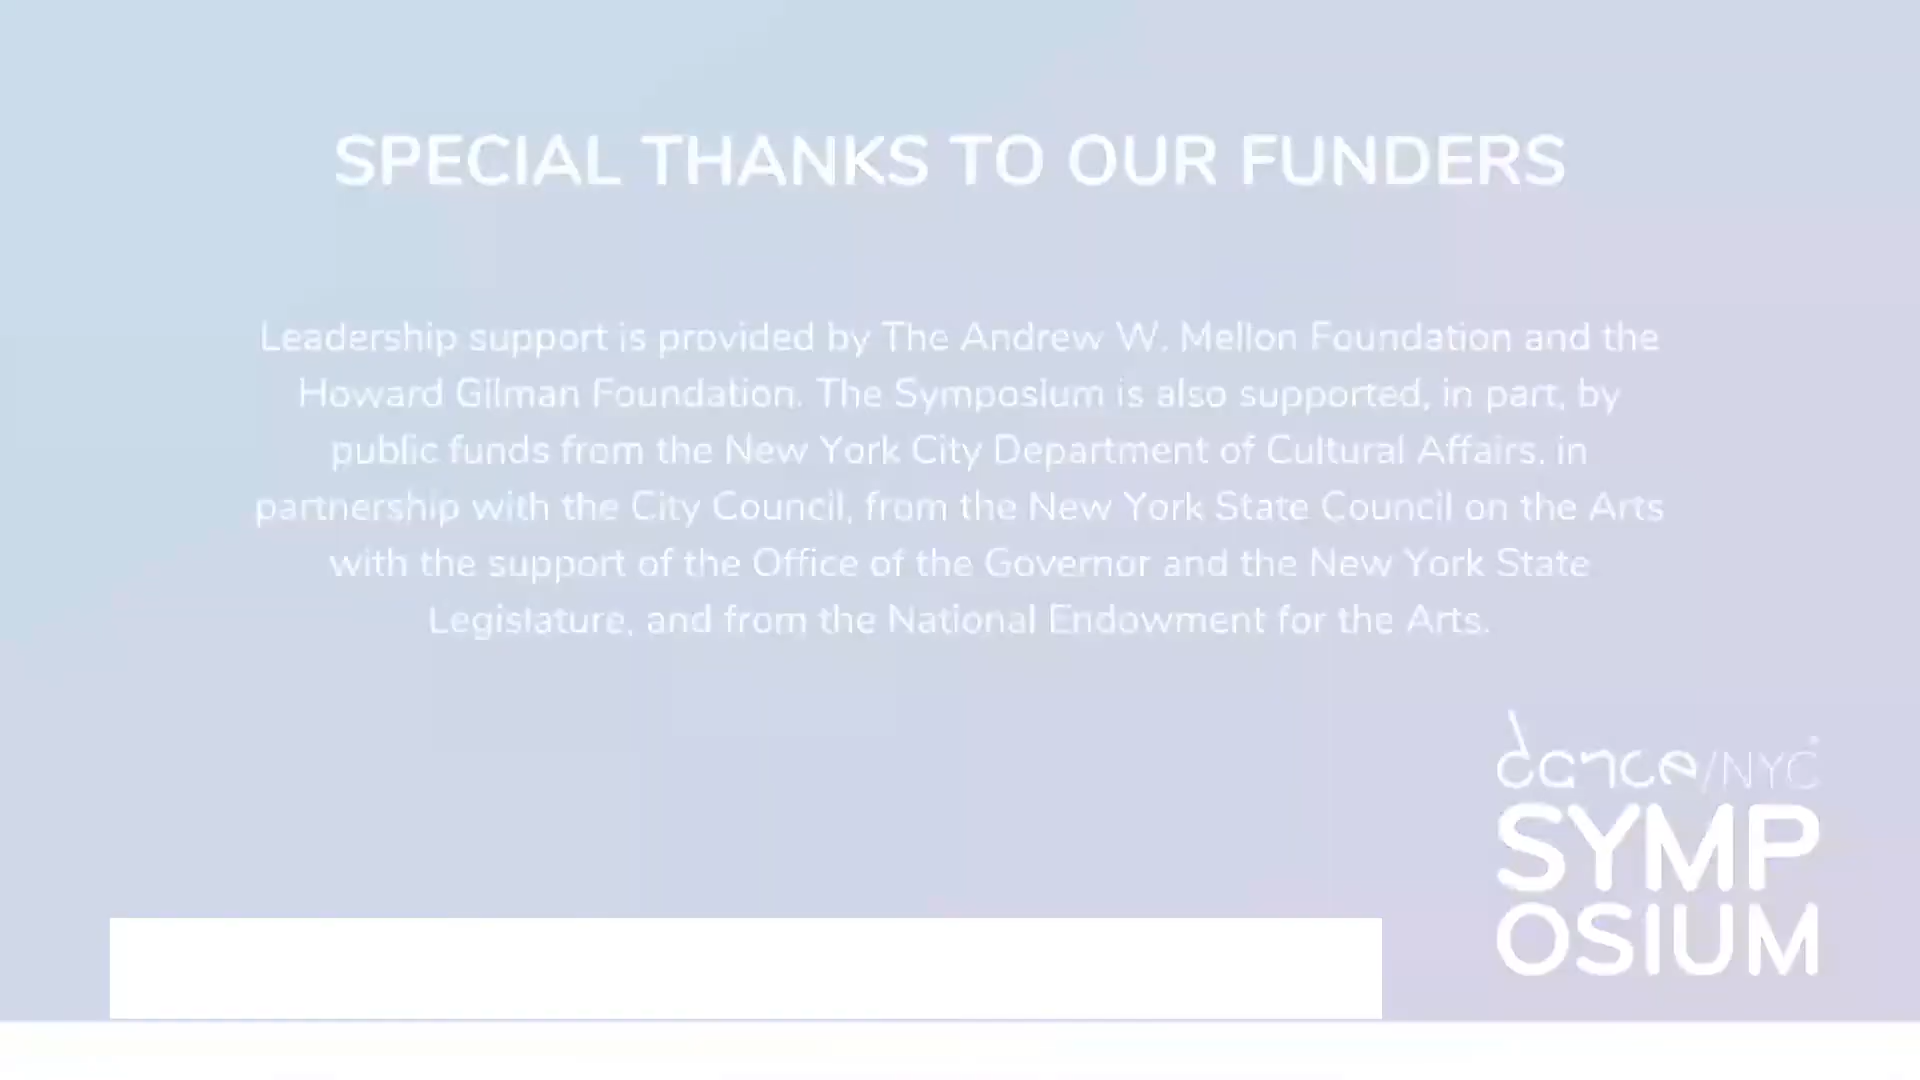 SPECIAL THANKS TO OUR FUNDERS
Leadership support is provided by The Andrew W. Mellon Foundation and the
Howard Gilman Foundation. The Symposium is also supported, in part, by
public funds from the New York City Department of Cultural Affairs, in
partnership with the City Council, from the New York State Council on the Arts
with the support of the Office of the Governor and the New York State
Legislature, and from the National Endowment for the Arts.
dance/NYC
SYMP
OSIUM